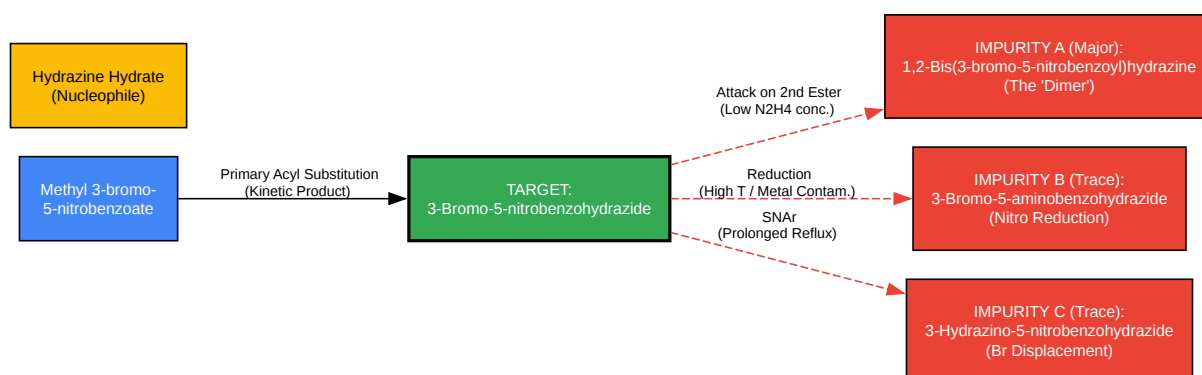 Hydrazine Hydrate
(Nucleophile)
Methyl 3-bromo-
5-nitrobenzoate
Primary Acyl Substitution
(Kinetic Product)
TARGET:
3-Bromo-5-nitrobenzohydrazide
Attack on 2nd Ester
(Low N2H4 conc.)
Reduction
(High T / Metal Contam.)
SNAr
(Prolonged Reflux)
IMPURITY A (Major):
1,2-Bis(3-bromo-5-nitrobenzoyl)hydrazine
(The 'Dimer')
IMPURITY B (Trace):
3-Bromo-5-aminobenzohydrazide
(Nitro Reduction)
IMPURITY C (Trace):
3-Hydrazino-5-nitrobenzohydrazide
(Br Displacement)